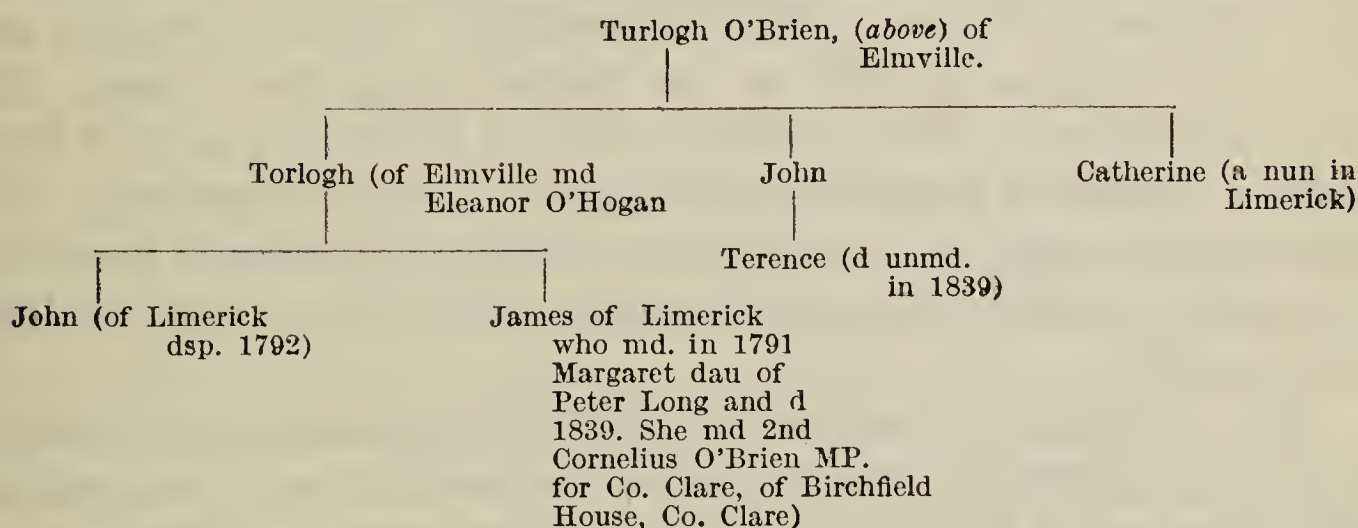 Turlogh O'Brien, (above) of
Elmville.
Torlogh (of Elmville md
Eleanor O'Hogan
John
Catherine (a nun in
Limerick)
Terence (d unmd.
in 1839)
John (of Limerick
dsp. 1792)
James of Limerick
who md. in 1791
Margaret dau of
Peter Long and d
1839. She md 2nd
Cornelius O'Brien MP.
for Co. Clare, of Birchfield
House, Co. Clare)